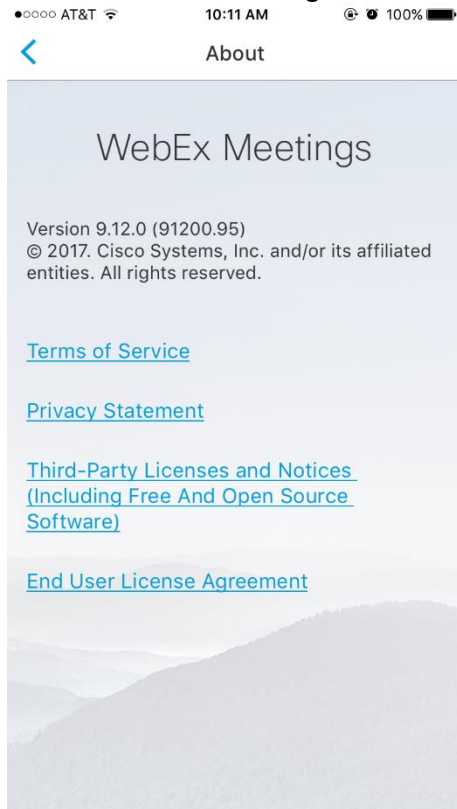 AT&T 10:11 AM 100%
About
WebEx Meetings
Version 9.12.0 (91200.95)
© 2017. Cisco Systems, Inc. and/or its affiliated
entities. All rights reserved.
Terms of Service
Privacy Statement
Third-Party Licenses and Notices
(Including Free And Open Source
Software)
End User License Agreement